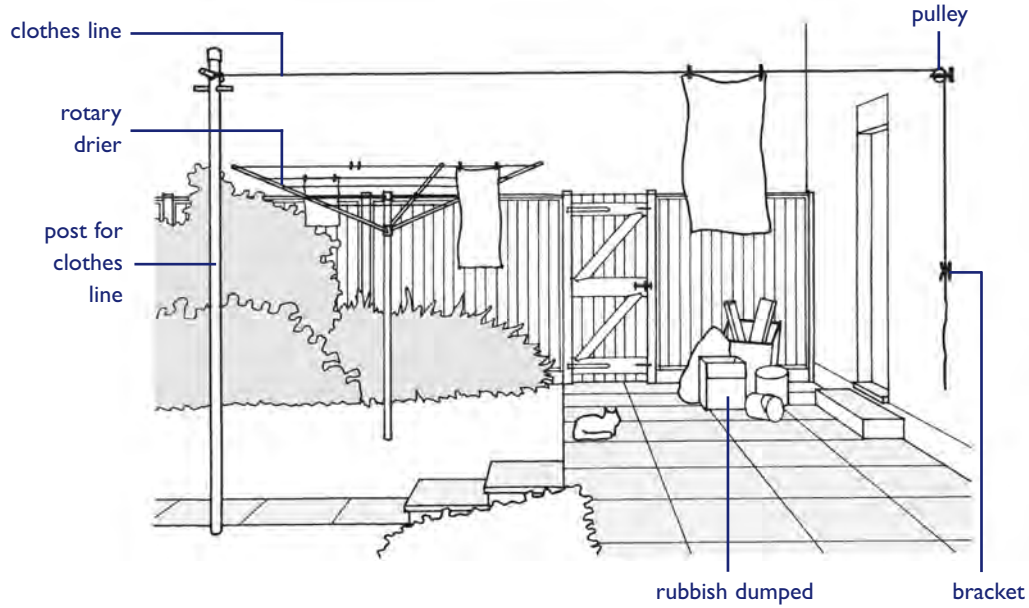 pulley
clothes line
rotary
drier
post for
clothes
line
rubbish dumped
bracket